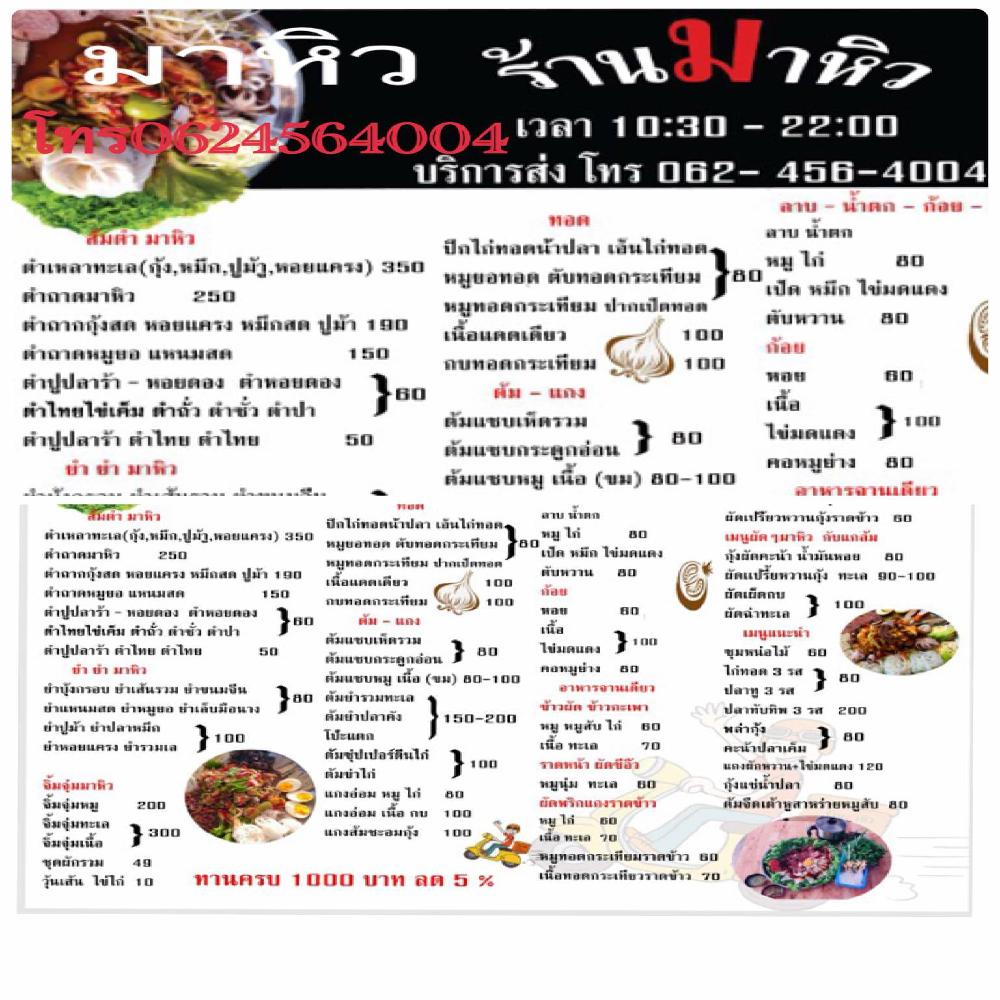 มาหิว
ร้านมาหิว
โทร0624564004
เวลา 10:30 - 22:00
บริการส่ง โทร 062- 456-4004
ส้มตำ มาหิว
ตำเหลาทะเล(กุ้ง,หมึก,ปูม้า,หอยแครง) 350
ตำถาดมาหิว 250
ตำถาดกุ้งสด หอยแครง หมึกสด ปูม้า 190
ตำถาดหมูยอ แหนมสด 150
ตำปูปลาร้า - หอยดอง ตำหอยดอง
ตำไทยไข่เค็ม ตำถั่ว ตำซั่ว ตำป่า
60
ตำปูปลาร้า ตำไทย ตำไทย 50
ยำ ยำ มาหิว
ทอด
ปีกไก่ทอดน้ำปลา เอ็นไก่ทอด
หมูยอทอด ตับทอดกระเทียม
80
หมูทอดกระเทียม ปากเป็ดทอด
เนื้อแดดเดียว 100
กบทอดกระเทียม 100
ต้ม - แกง
ต้มแซบเห็ดรวม
ต้มแซบกระดูกอ่อน
80
ต้มแซบหมู เนื้อ (ขม) 80-100
ลาบ - น้ำตก - ก้อย -
ลาบ น้ำตก
หมู ไก่ 80
เป็ด หมึก ไข่มดแดง
ตับหวาน 80
ก้อย
หอย 60
เนื้อ
ไข่มดแดง
100
คอหมูย่าง 80
อาหารจานเดียว
ส้มตำ มาหิว
ตำเหลาทะเล(กุ้ง,หมึก,ปูม้า,หอยแครง) 350
ตำถาดมาหิว 250
ตำถาดกุ้งสด หอยแครง หมึกสด ปูม้า 190
ตำถาดหมูยอ แหนมสด 150
ตำปูปลาร้า - หอยดอง ตำหอยดอง
ตำไทยไข่เค็ม ตำถั่ว ตำซั่ว ตำป่า
60
ตำปูปลาร้า ตำไทย ตำไทย 50
ยำ ยำ มาหิว
ยำบุ้งกรอบ ยำเส้นรวม ยำขนมจีน
ยำแหนมสด ยำหมูยอ ยำเล็บมือนาง
80
ยำปูม้า ยำปลาหมึก
ยำหอยแครง ยำรวมเล
100
จิ้มจุ่มมาหิว
จิ้มจุ่มหมู 200
จิ้มจุ่มทะเล
จิ้มจุ่มเนื้อ
300
ชุดผักรวม 49
วุ้นเส้น ไข่ไก่ 10
ทอด
ปีกไก่ทอดน้ำปลา เอ็นไก่ทอด
หมูยอทอด ตับทอดกระเทียม
80
หมูทอดกระเทียม ปากเป็ดทอด
เนื้อแดดเดียว 100
กบทอดกระเทียม 100
ต้ม - แกง
ต้มแซบเห็ดรวม
ต้มแซบกระดูกอ่อน
80
ต้มแซบหมู เนื้อ (ขม) 80-100
ต้มยำรวมทะเล
ต้มยำปลาคัง
โป๊ะแตก
150-200
ต้มซุปเปอร์ตีนไก่
ต้มข่าไก่
100
แกงอ่อม หมู ไก่ 80
แกงอ่อม เนื้อ กบ 100
แกงส้มชะอมกุ้ง 100
ทานครบ 1000 บาท ลด 5 %
ลาบ น้ำตก
หมู ไก่ 80
เป็ด หมึก ไข่มดแดง
ตับหวาน 80
ก้อย
หอย 60
เนื้อ
ไข่มดแดง
100
คอหมูย่าง 80
อาหารจานเดียว
ข้าวผัด ข้าวกะเพา
หมู หมูสับ ไก่ 60
เนื้อ ทะเล 70
ราดหน้า ผัดซีอิ๊ว
หมูนุ่ม ทะเล 60
ผัดพริกแกงราดข้าว
หมู ไก่ 60
เนื้อ ทะเล 70
หมูทอดกระเทียมราดข้าว 60
เนื้อทอดกระเทียวราดข้าว 70
ผัดเปรี้ยวหวานกุ้งราดข้าว 60
เมนูผัด ๆมาหิว กับแกล้ม
กุ้งผัดคะน้า น้ำมันหอย 80
ผัดเปรี้ยหวานกุ้ง ทะเล 90-100
ผัดเผ็ดกบ
ผัดฉ่าทะเล
100
เมนูแนะนำ
ซุบหน่อไม้ 60
ไก่ทอด 3 รส
ปลาทู 3 รส
80
ปลาทับทิพ 3 รส 200
พล่ากุ้ง
คะน้าปลาเค็ม
80
แกงผักหวาน+ไข่มดแดง 120
กุ้งแช่น้ำปลา 80
ต้มจืดเต้าหูสาหร่ายหมูสับ 80